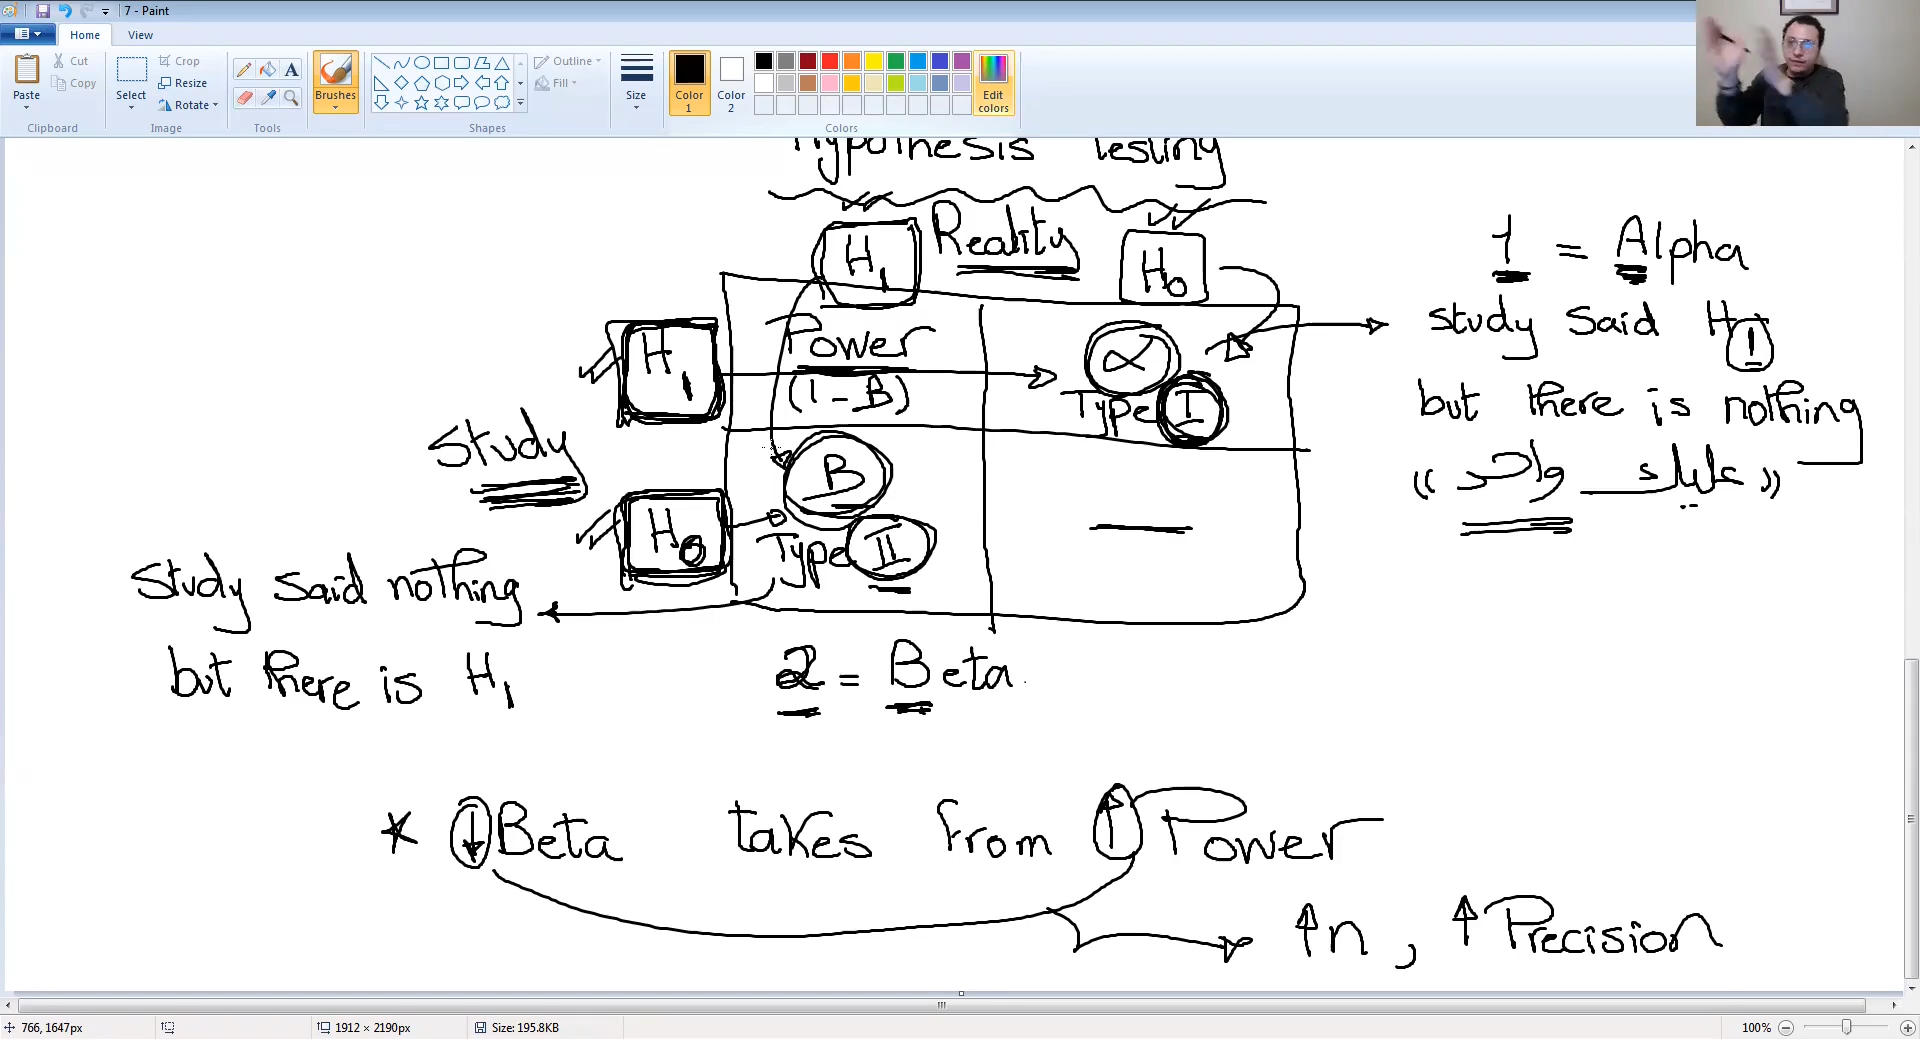 7 - Paint
Home View
Paste Cut Copy
Select Crop Resize Rotate
Brushes
Outline Fill
Size
Color 1 Color 2
Edit colors
Clipboard Image Tools Shapes Colors
Hypothesis Testing
H1 Reality H0
H1 Power α
(1-B) Type I
Study
H0 B
Type II
1 = Alpha
study said H1
but there is nothing
study said nothing
but there is H1
2 = Beta
* ↓ Beta takes from ↑ Power
↑n, ↑ Precision
766, 1647px 1912 × 2190px Size: 195.8KB 100%